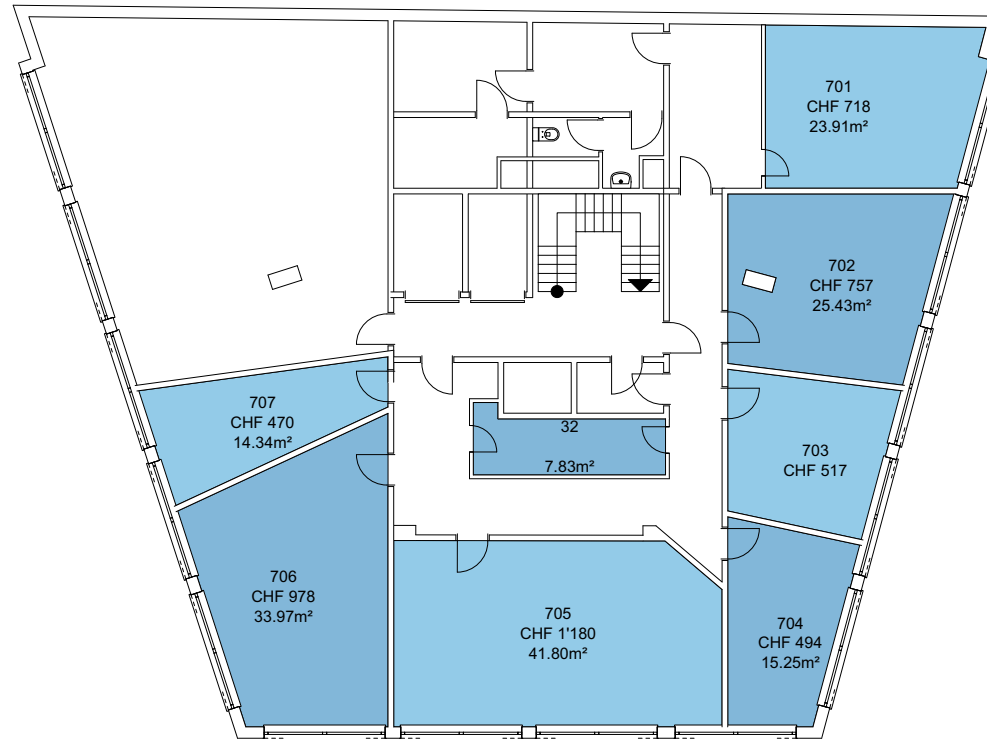 701
CHF 718
23.91m²
702
CHF 757
25.43m²
707
CHF 470
14.34m²
32
7.83m²
703
CHF 517
706
CHF 978
33.97m²
705
CHF 1'180
41.80m²
704
CHF 494
15.25m²